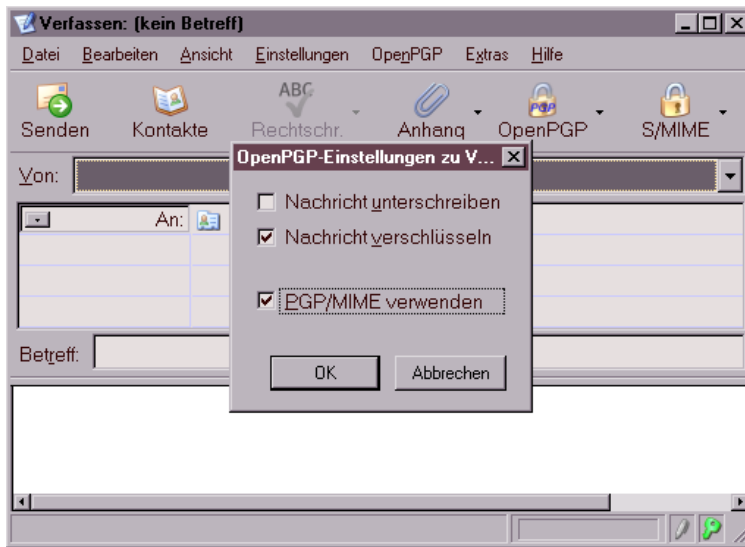 Verfassen: (kein Betreff)
Datei Bearbeiten Ansicht Einstellungen OpenPGP Extras Hilfe
ABC PGP
Senden Kontakte Rechtschr. Anhang OpenPGP S/MIME
OpenPGP-Einstellungen zu V...
Von:
Nachricht unterschreiben
An:
Nachricht verschlüsseln
PGP/MIME verwenden
Betreff:
OK Abbrechen